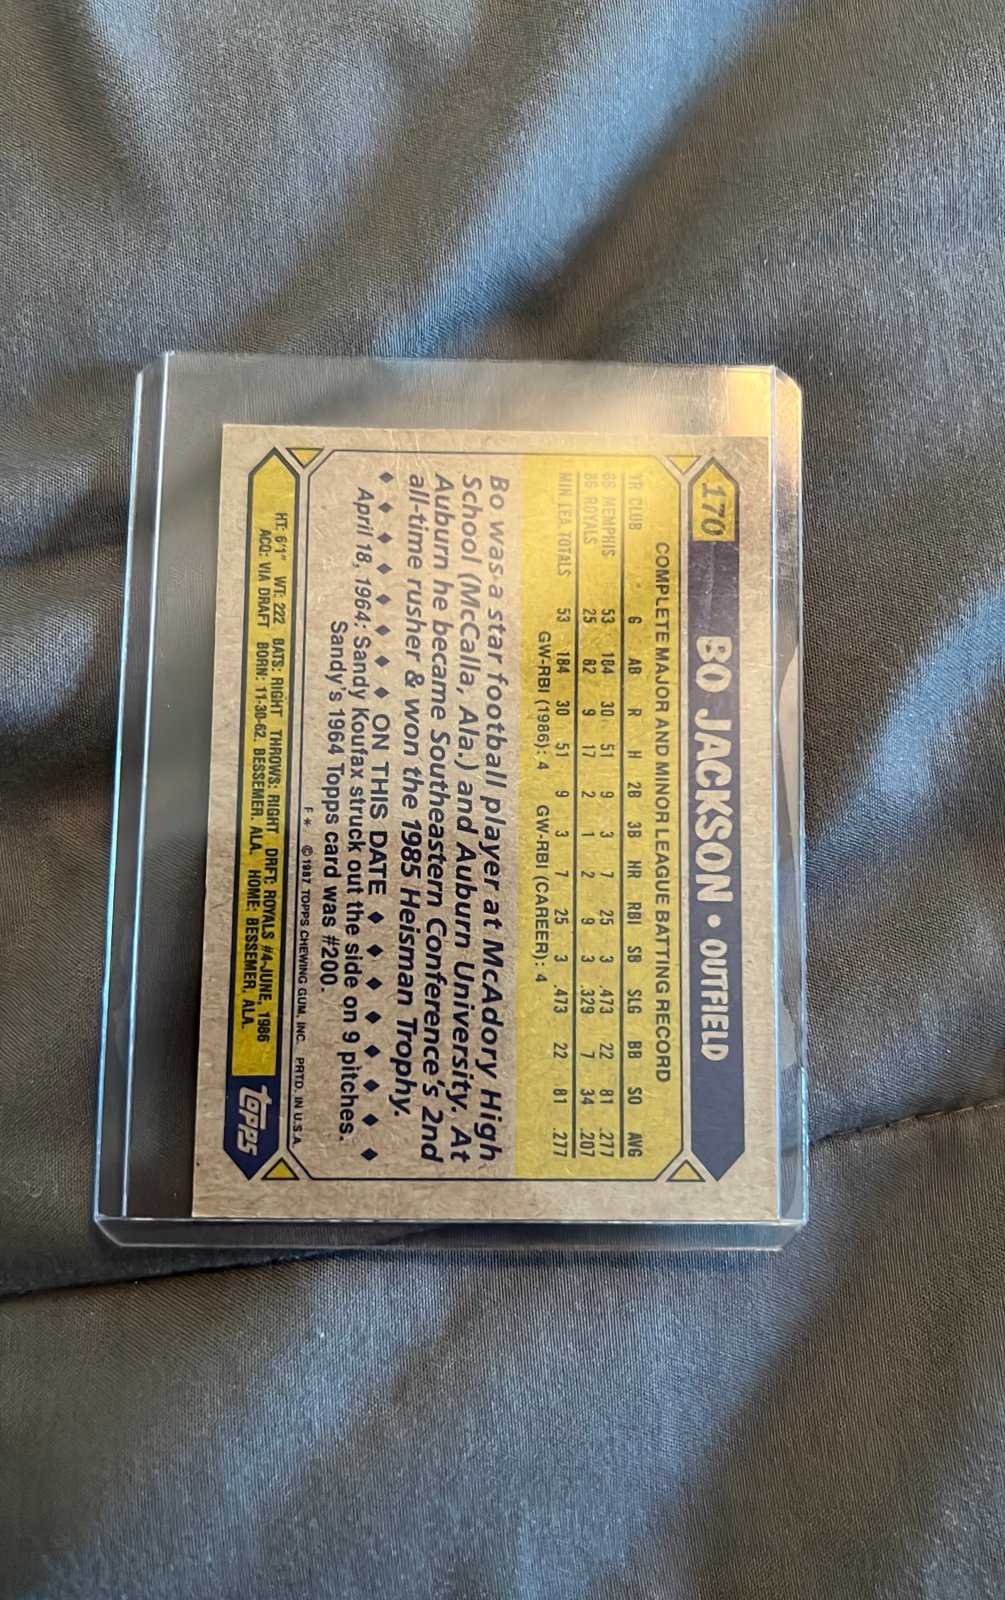 170 BO JACKSON • OUTFIELD
COMPLETE MAJOR AND MINOR LEAGUE BATTING RECORD
YR CLUB G AB R H 2B 3B HR RBI SB SLG BB SO AVG
86 MEMPHIS 53 184 30 51 9 3 7 25 3 .473 22 81 .277
86 ROYALS 25 82 9 17 2 1 2 9 3 .329 7 34 .207
MIN. LEA. TOTALS 53 184 30 51 9 3 7 25 3 .473 22 81 .277
GW-RBI (1986): 4 GW-RBI (CAREER): 4
Bo was a star football player at McAdory High
School (McCalla, Ala.) and Auburn University. At
Auburn he became Southeastern Conference's 2nd
all-time rusher & won the 1985 Heisman Trophy.
♦ ♦ ♦ ♦ ♦ ♦ ON THIS DATE ♦ ♦ ♦ ♦ ♦ ♦
April 18, 1964: Sandy Koufax struck out the side on 9 pitches.
Sandy's 1964 Topps card was #200.
F * © 1987 TOPPS CHEWING GUM, INC. PRTD. IN U.S.A.
HT: 6'1" WT: 222 BATS: RIGHT THROWS: RIGHT DRFT: ROYALS #4-JUNE, 1986
ACQ: VIA DRAFT BORN: 11-30-62, BESSEMER, ALA. HOME: BESSEMER, ALA.
topps